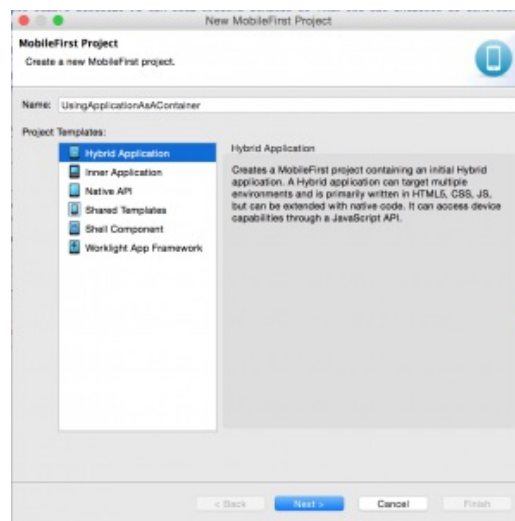 New MobileFirst Project
MobileFirst Project
Create a new MobileFirst project.
Name: UsingApplicationAsAContainer
Project Templates:
Hybrid Application
Inner Application
Native API
Shared Templates
Shell Component
Worklight App Framework
Hybrid Application
Creates a MobileFirst project containing an initial Hybrid
application. A Hybrid application can target multiple
environments and is primarily written in HTML5, CSS, JS,
but can be extended with native code. It can access device
capabilities through a JavaScript API.
< Back Next > Cancel Finish